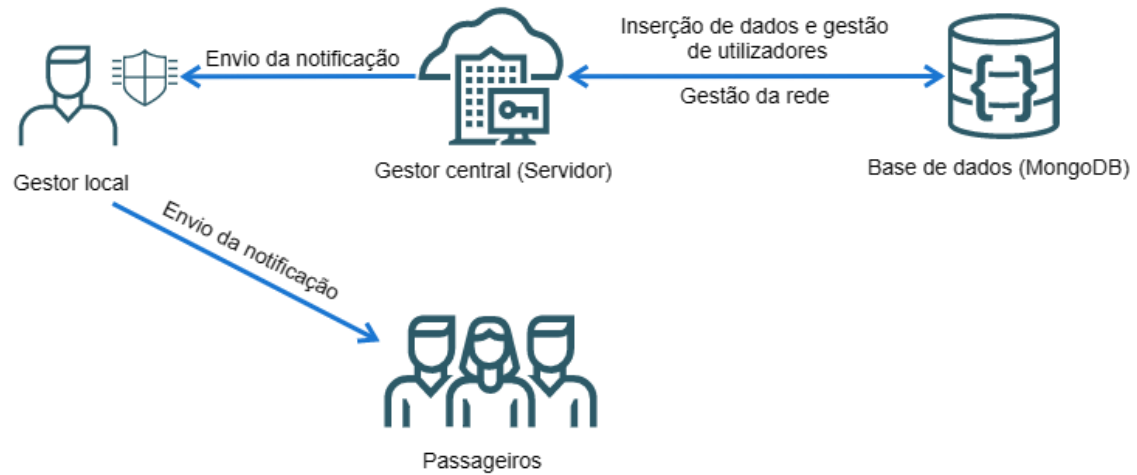 Inserção de dados e gestão
de utilizadores
Envio da notificação
Gestão da rede
Gestor central (Servidor)
Base de dados (MongoDB)
Gestor local
Envio da notificação
Passageiros